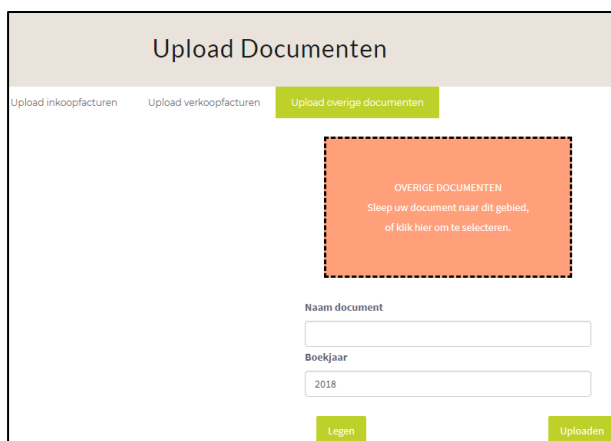 Upload Documenten
Upload inkoopfacturen
Upload verkoopfacturen
Upload overige documenten
OVERIGE DOCUMENTEN
Sleep uw document naar dit gebied,
of klik hier om te selecteren.
Naam document
Boekjaar
2018
Legen
Uploaden